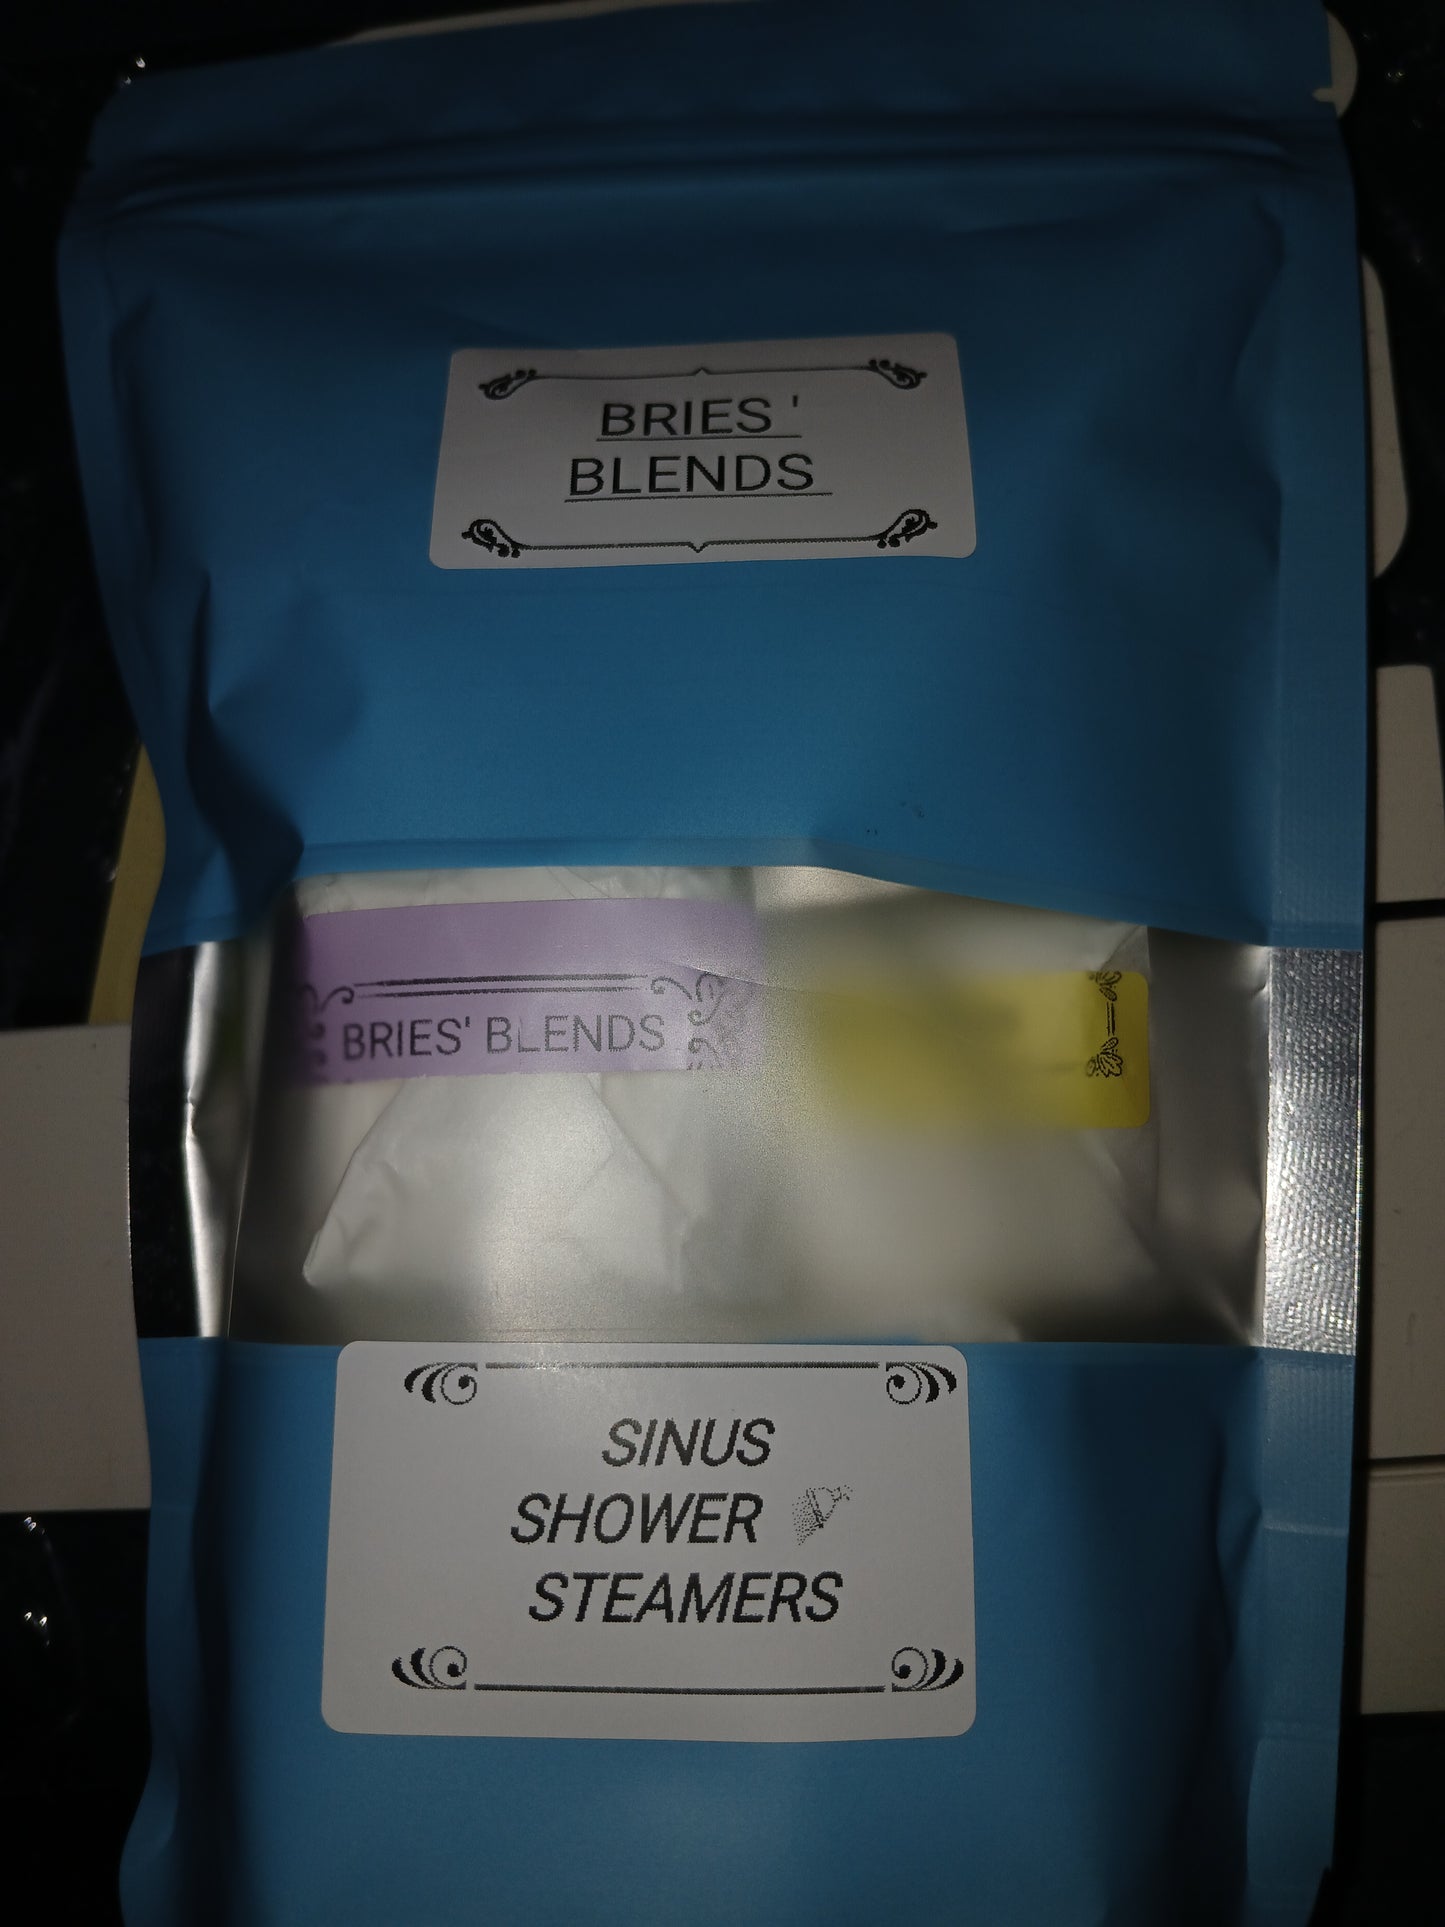 BRIES '
BLENDS
BRIES' BLENDS
SINUS
SHOWER
STEAMERS